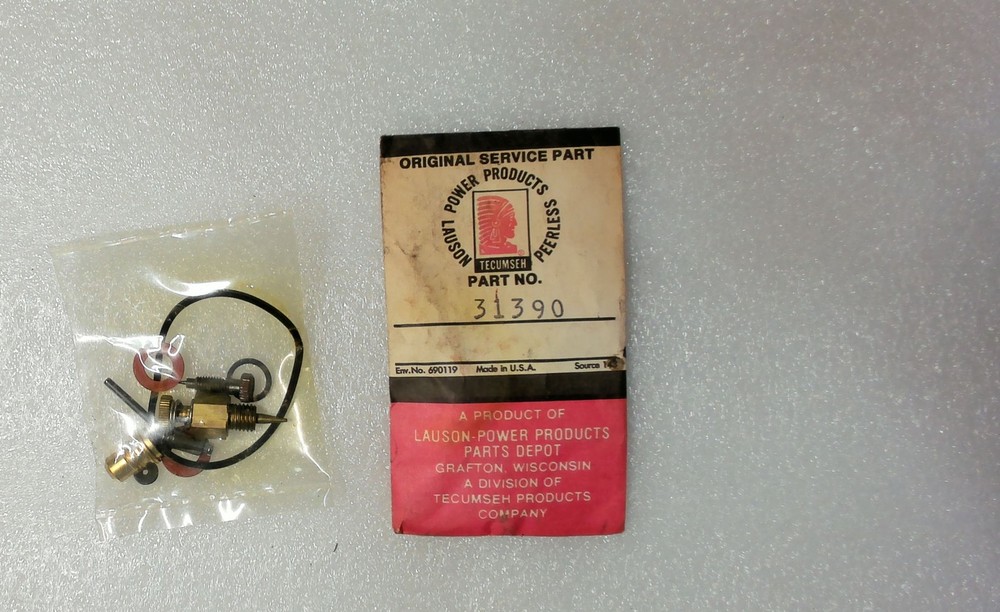 ORIGINAL SERVICE PART
LAUSON POWER PRODUCTS PEERLESS
TECUMSEH
PART NO.
31390
Env. No. 690119 Made in U.S.A. Source
A PRODUCT OF
LAUSON-POWER PRODUCTS
PARTS DEPOT
GRAFTON, WISCONSIN
A DIVISION OF
TECUMSEH PRODUCTS
COMPANY